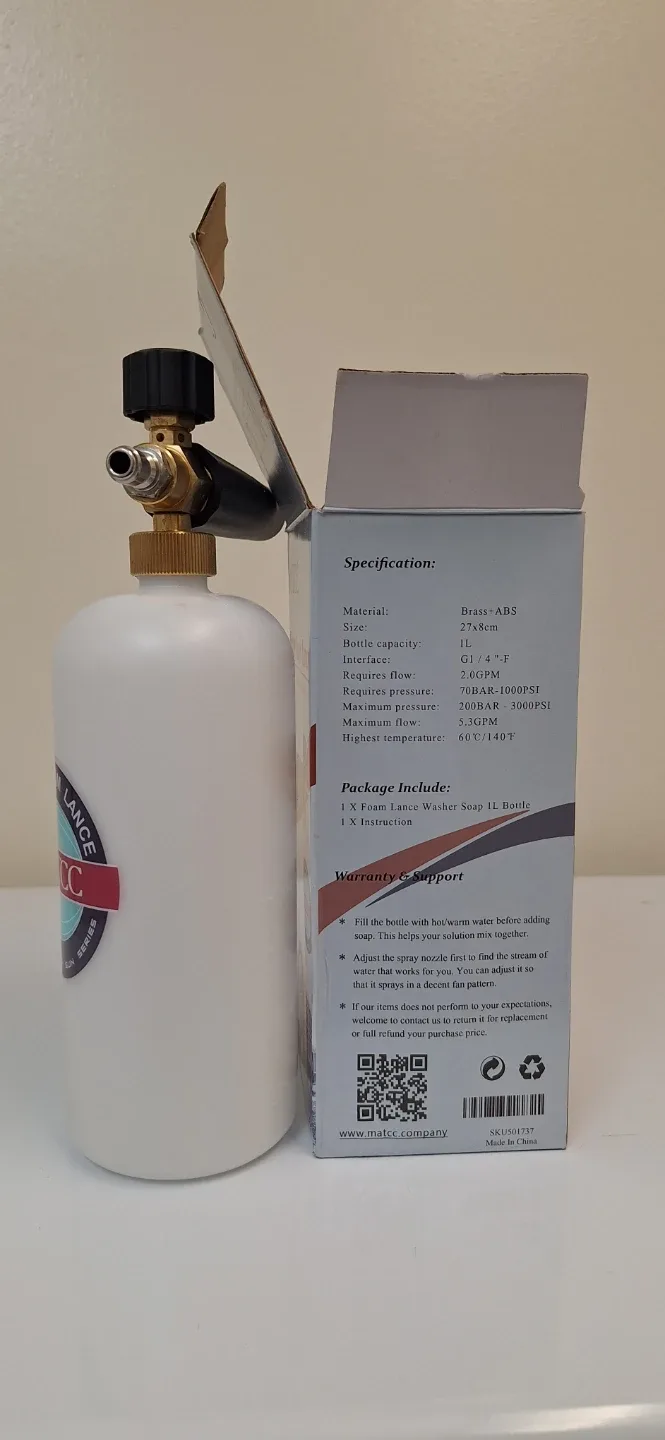 LANCE
CC
SERIES
Specification:
Material: Brass+ABS
Size: 27x8cm
Bottle capacity: 1L
Interface: G1 / 4 "-F
Requires flow: 2.0GPM
Requires pressure: 70BAR-1000PSI
Maximum pressure: 200BAR - 3000PSI
Maximum flow: 5.3GPM
Highest temperature: 60℃/140℉
Package Include:
1 X Foam Lance Washer Soap 1L Bottle
1 X Instruction
Warranty & Support
* Fill the bottle with hot/warm water before adding
soap. This helps your solution mix together.
* Adjust the spray nozzle first to find the stream of
water that works for you. You can adjust it so
that it sprays in a decent fan pattern.
* If our items does not perform to your expectations,
welcome to contact us to return it for replacement
or full refund your purchase price.
www.matcc.company
SKU501737
Made In China